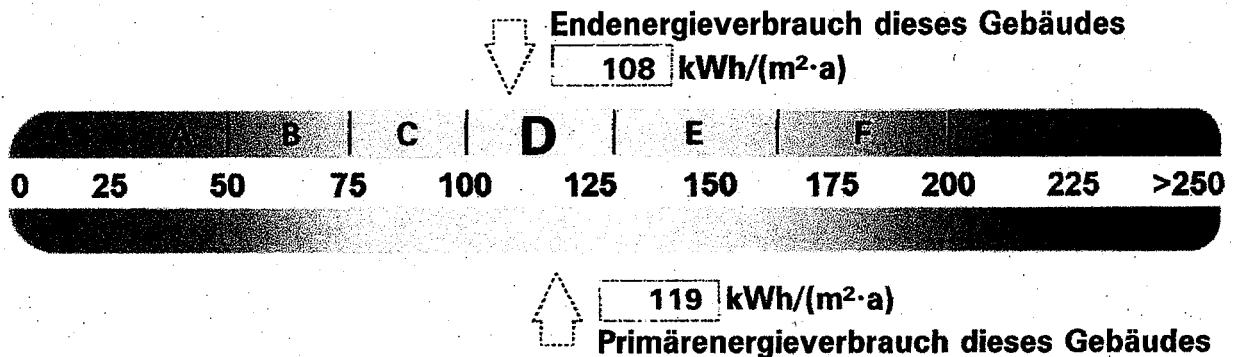 Endenergieverbrauch dieses Gebäudes
108 kWh/(m²·a)
A B C D E F
0 25 50 75 100 125 150 175 200 225 >250
119 kWh/(m²·a)
Primärenergieverbrauch dieses Gebäudes